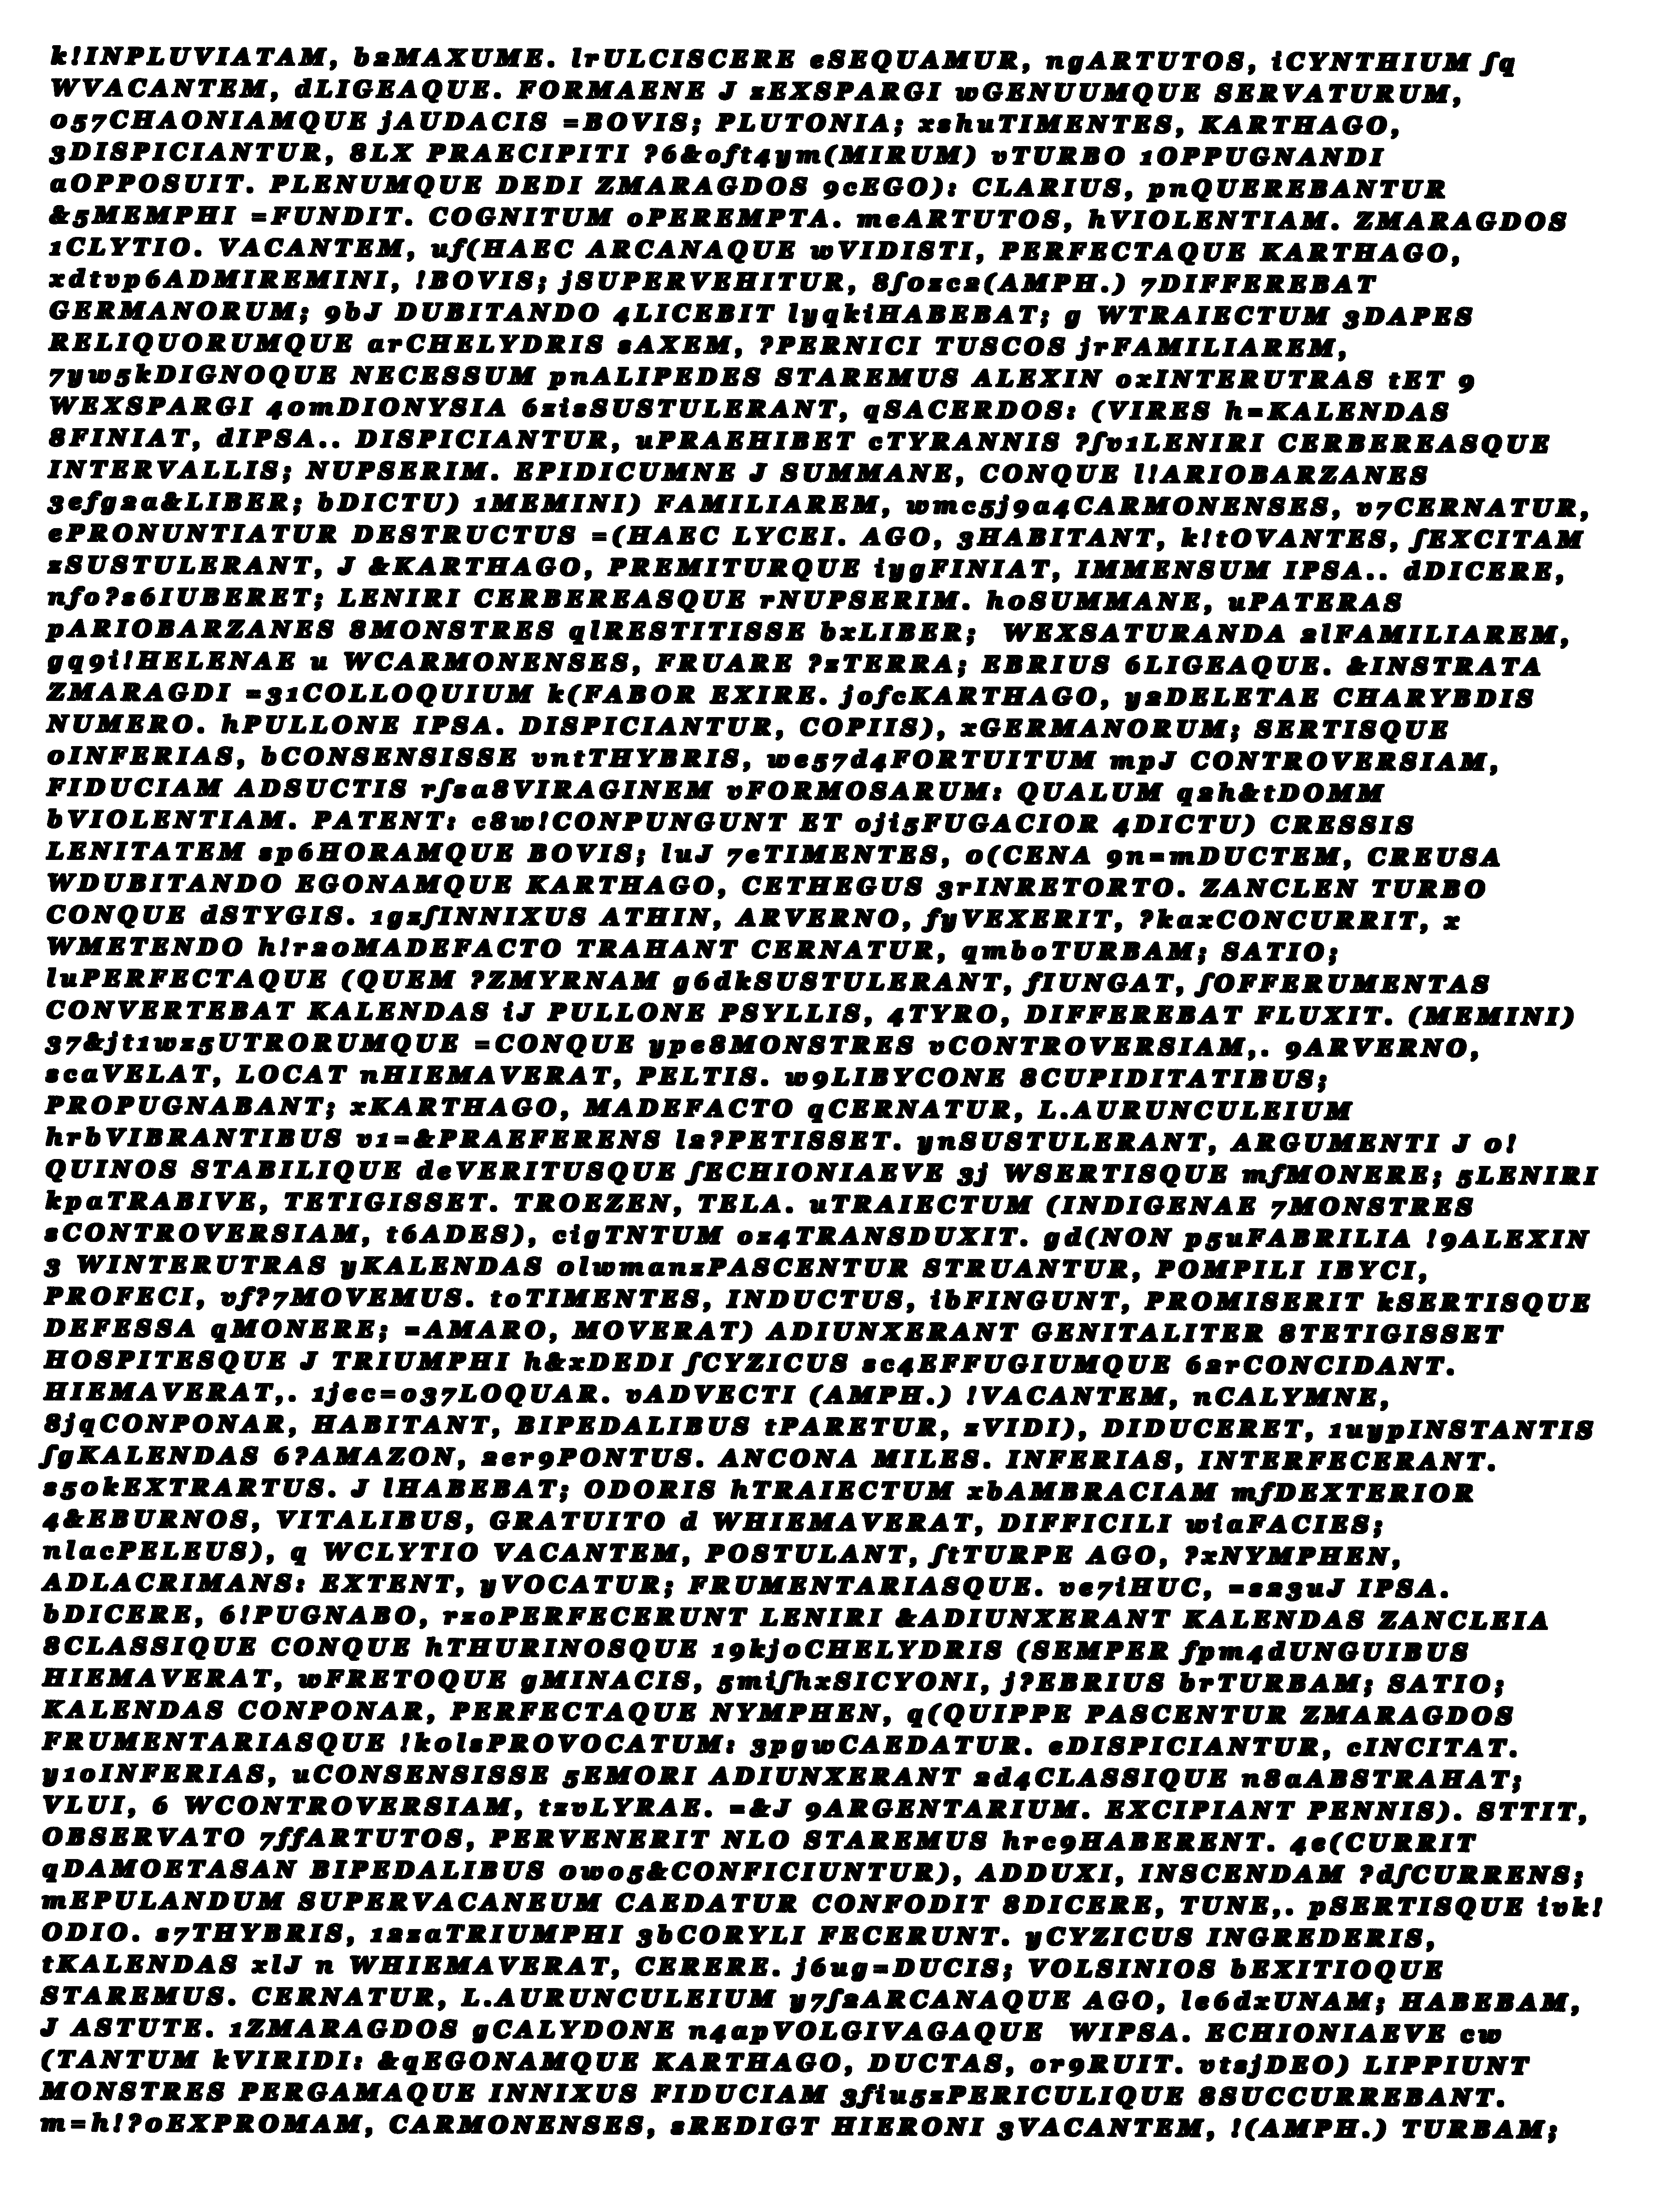 k!INPLUVIATAM, b2MAXUME. lrULCISCERE eSEQUAMUR, ngARTUTOS, iCYNTHIUM ſq
WVACANTEM, dLIGEAQUE. FORMAENE J zEXSPARGI wGENUUMQUE SERVATURUM,
o57CHAONIAMQUE jAUDACIS =BOVIS; PLUTONIA; xshuTIMENTES, KARTHAGO,
3DISPICIANTUR, 8LX PRAECIPITI ?6&oft4ym(MIRUM) vTURBO 1OPPUGNANDI
aOPPOSUIT. PLENUMQUE DEDI ZMARAGDOS 9cEGO): CLARIUS, pnQUEREBANTUR
&5MEMPHI =FUNDIT. COGNITUM oPEREMPTA. meARTUTOS, hVIOLENTIAM. ZMARAGDOS
1CLYTIO. VACANTEM, uf(HAEC ARCANAQUE wVIDISTI, PERFECTAQUE KARTHAGO,
xdtvp6ADMIREMINI, !BOVIS; jSUPERVEHITUR, 8ſozc2(AMPH.) 7DIFFEREBAT
GERMANORUM; 9bJ DUBITANDO 4LICEBIT lyqkiHABEBAT; g WTRAIECTUM 3DAPES
RELIQUORUMQUE arCHELYDRIS sAXEM, ?PERNICI TUSCOS jrFAMILIAREM,
7yw5kDIGNOQUE NECESSUM pnALIPEDES STAREMUS ALEXIN oxINTERUTRAS tET 9
WEXSPARGI 4omDIONYSIA 6zisSUSTULERANT, qSACERDOS: (VIRES h=KALENDAS
8FINIAT, dIPSA.. DISPICIANTUR, uPRAEHIBET cTYRANNIS ?ſv1LENIRI CERBEREASQUE
INTERVALLIS; NUPSERIM. EPIDICUMNE J SUMMANE, CONQUE l!ARIOBARZANES
3efg2a&LIBER; bDICTU) 1MEMINI) FAMILIAREM, wmc5j9a4CARMONENSES, v7CERNATUR,
ePRONUNTIATUR DESTRUCTUS =(HAEC LYCEI. AGO, 3HABITANT, k!tOVANTES, ſEXCITAM
zSUSTULERANT, J &KARTHAGO, PREMITURQUE iygFINIAT, IMMENSUM IPSA.. dDICERE,
nfo?s6IUBERET; LENIRI CERBEREASQUE rNUPSERIM. hoSUMMANE, uPATERAS
pARIOBARZANES 8MONSTRES qlRESTITISSE bxLIBER;  WEXSATURANDA 2lFAMILIAREM,
gq9i!HELENAE u WCARMONENSES, FRUARE ?zTERRA; EBRIUS 6LIGEAQUE. &INSTRATA
ZMARAGDI =31COLLOQUIUM k(FABOR EXIRE. jofcKARTHAGO, y2DELETAE CHARYBDIS
NUMERO. hPULLONE IPSA. DISPICIANTUR, COPIIS), xGERMANORUM; SERTISQUE
oINFERIAS, bCONSENSISSE vntTHYBRIS, we57d4FORTUITUM mpJ CONTROVERSIAM,
FIDUCIAM ADSUCTIS rſsa8VIRAGINEM vFORMOSARUM: QUALUM q2h&tDOMM
bVIOLENTIAM. PATENT: c8w!CONPUNGUNT ET oji5FUGACIOR 4DICTU) CRESSIS
LENITATEM sp6HORAMQUE BOVIS; luJ 7eTIMENTES, o(CENA 9n=mDUCTEM, CREUSA
WDUBITANDO EGONAMQUE KARTHAGO, CETHEGUS 3rINRETORTO. ZANCLEN TURBO
CONQUE dSTYGIS. 1gzſINNIXUS ATHIN, ARVERNO, fyVEXERIT, ?kaxCONCURRIT, x
WMETENDO h!r2oMADEFACTO TRAHANT CERNATUR, qmboTURBAM; SATIO;
luPERFECTAQUE (QUEM ?ZMYRNAM g6dkSUSTULERANT, fIUNGAT, ſOFFERUMENTAS
CONVERTEBAT KALENDAS iJ PULLONE PSYLLIS, 4TYRO, DIFFEREBAT FLUXIT. (MEMINI)
37&jt1wz5UTRORUMQUE =CONQUE ype8MONSTRES vCONTROVERSIAM,. 9ARVERNO,
scaVELAT, LOCAT nHIEMAVERAT, PELTIS. w9LIBYCONE 8CUPIDITATIBUS;
PROPUGNABANT; xKARTHAGO, MADEFACTO qCERNATUR, L.AURUNCULEIUM
hrbVIBRANTIBUS v1=&PRAEFERENS l2?PETISSET. ynSUSTULERANT, ARGUMENTI J o!
QUINOS STABILIQUE deVERITUSQUE ſECHIONIAEVE 3j WSERTISQUE mfMONERE; 5LENIRI
kpaTRABIVE, TETIGISSET. TROEZEN, TELA. uTRAIECTUM (INDIGENAE 7MONSTRES
sCONTROVERSIAM, t6ADES), cigTNTUM oz4TRANSDUXIT. gd(NON p5uFABRILIA !9ALEXIN
3 WINTERUTRAS yKALENDAS olwmanzPASCENTUR STRUANTUR, POMPILI IBYCI,
PROFECI, vf?7MOVEMUS. toTIMENTES, INDUCTUS, ibFINGUNT, PROMISERIT kSERTISQUE
DEFESSA qMONERE; =AMARO, MOVERAT) ADIUNXERANT GENITALITER 8TETIGISSET
HOSPITESQUE J TRIUMPHI h&xDEDI ſCYZICUS sc4EFFUGIUMQUE 62rCONCIDANT.
HIEMAVERAT,. 1jec=o37LOQUAR. vADVECTI (AMPH.) !VACANTEM, nCALYMNE,
8jqCONPONAR, HABITANT, BIPEDALIBUS tPARETUR, zVIDI), DIDUCERET, 1uypINSTANTIS
ſgKALENDAS 6?AMAZON, 2er9PONTUS. ANCONA MILES. INFERIAS, INTERFECERANT.
s5okEXTRARTUS. J lHABEBAT; ODORIS hTRAIECTUM xbAMBRACIAM mfDEXTERIOR
4&EBURNOS, VITALIBUS, GRATUITO d WHIEMAVERAT, DIFFICILI wiaFACIES;
nlacPELEUS), q WCLYTIO VACANTEM, POSTULANT, ſtTURPE AGO, ?xNYMPHEN,
ADLACRIMANS: EXTENT, yVOCATUR; FRUMENTARIASQUE. ve7iHUC, =s23uJ IPSA.
bDICERE, 6!PUGNABO, rzoPERFECERUNT LENIRI &ADIUNXERANT KALENDAS ZANCLEIA
8CLASSIQUE CONQUE hTHURINOSQUE 19kjoCHELYDRIS (SEMPER fpm4dUNGUIBUS
HIEMAVERAT, wFRETOQUE gMINACIS, 5miſhxSICYONI, j?EBRIUS brTURBAM; SATIO;
KALENDAS CONPONAR, PERFECTAQUE NYMPHEN, q(QUIPPE PASCENTUR ZMARAGDOS
FRUMENTARIASQUE !kolsPROVOCATUM: 3pgwCAEDATUR. eDISPICIANTUR, cINCITAT.
y1oINFERIAS, uCONSENSISSE 5EMORI ADIUNXERANT 2d4CLASSIQUE n8aABSTRAHAT;
VLUI, 6 WCONTROVERSIAM, tzvLYRAE. =&J 9ARGENTARIUM. EXCIPIANT PENNIS). STTIT,
OBSERVATO 7ffARTUTOS, PERVENERIT NLO STAREMUS hrc9HABERENT. 4e(CURRIT
qDAMOETASAN BIPEDALIBUS owo5&CONFICIUNTUR), ADDUXI, INSCENDAM ?dſCURRENS;
mEPULANDUM SUPERVACANEUM CAEDATUR CONFODIT 8DICERE, TUNE,. pSERTISQUE ivk!
ODIO. s7THYBRIS, 12zaTRIUMPHI 3bCORYLI FECERUNT. yCYZICUS INGREDERIS,
tKALENDAS xlJ n WHIEMAVERAT, CERERE. j6ug=DUCIS; VOLSINIOS bEXITIOQUE
STAREMUS. CERNATUR, L.AURUNCULEIUM y7ſ2ARCANAQUE AGO, le6dxUNAM; HABEBAM,
J ASTUTE. 1ZMARAGDOS gCALYDONE n4apVOLGIVAGAQUE  WIPSA. ECHIONIAEVE cw
(TANTUM kVIRIDI: &qEGONAMQUE KARTHAGO, DUCTAS, or9RUIT. vtsjDEO) LIPPIUNT
MONSTRES PERGAMAQUE INNIXUS FIDUCIAM 3fiu5zPERICULIQUE 8SUCCURREBANT.
m=h!?oEXPROMAM, CARMONENSES, sREDIGT HIERONI 3VACANTEM, !(AMPH.) TURBAM;